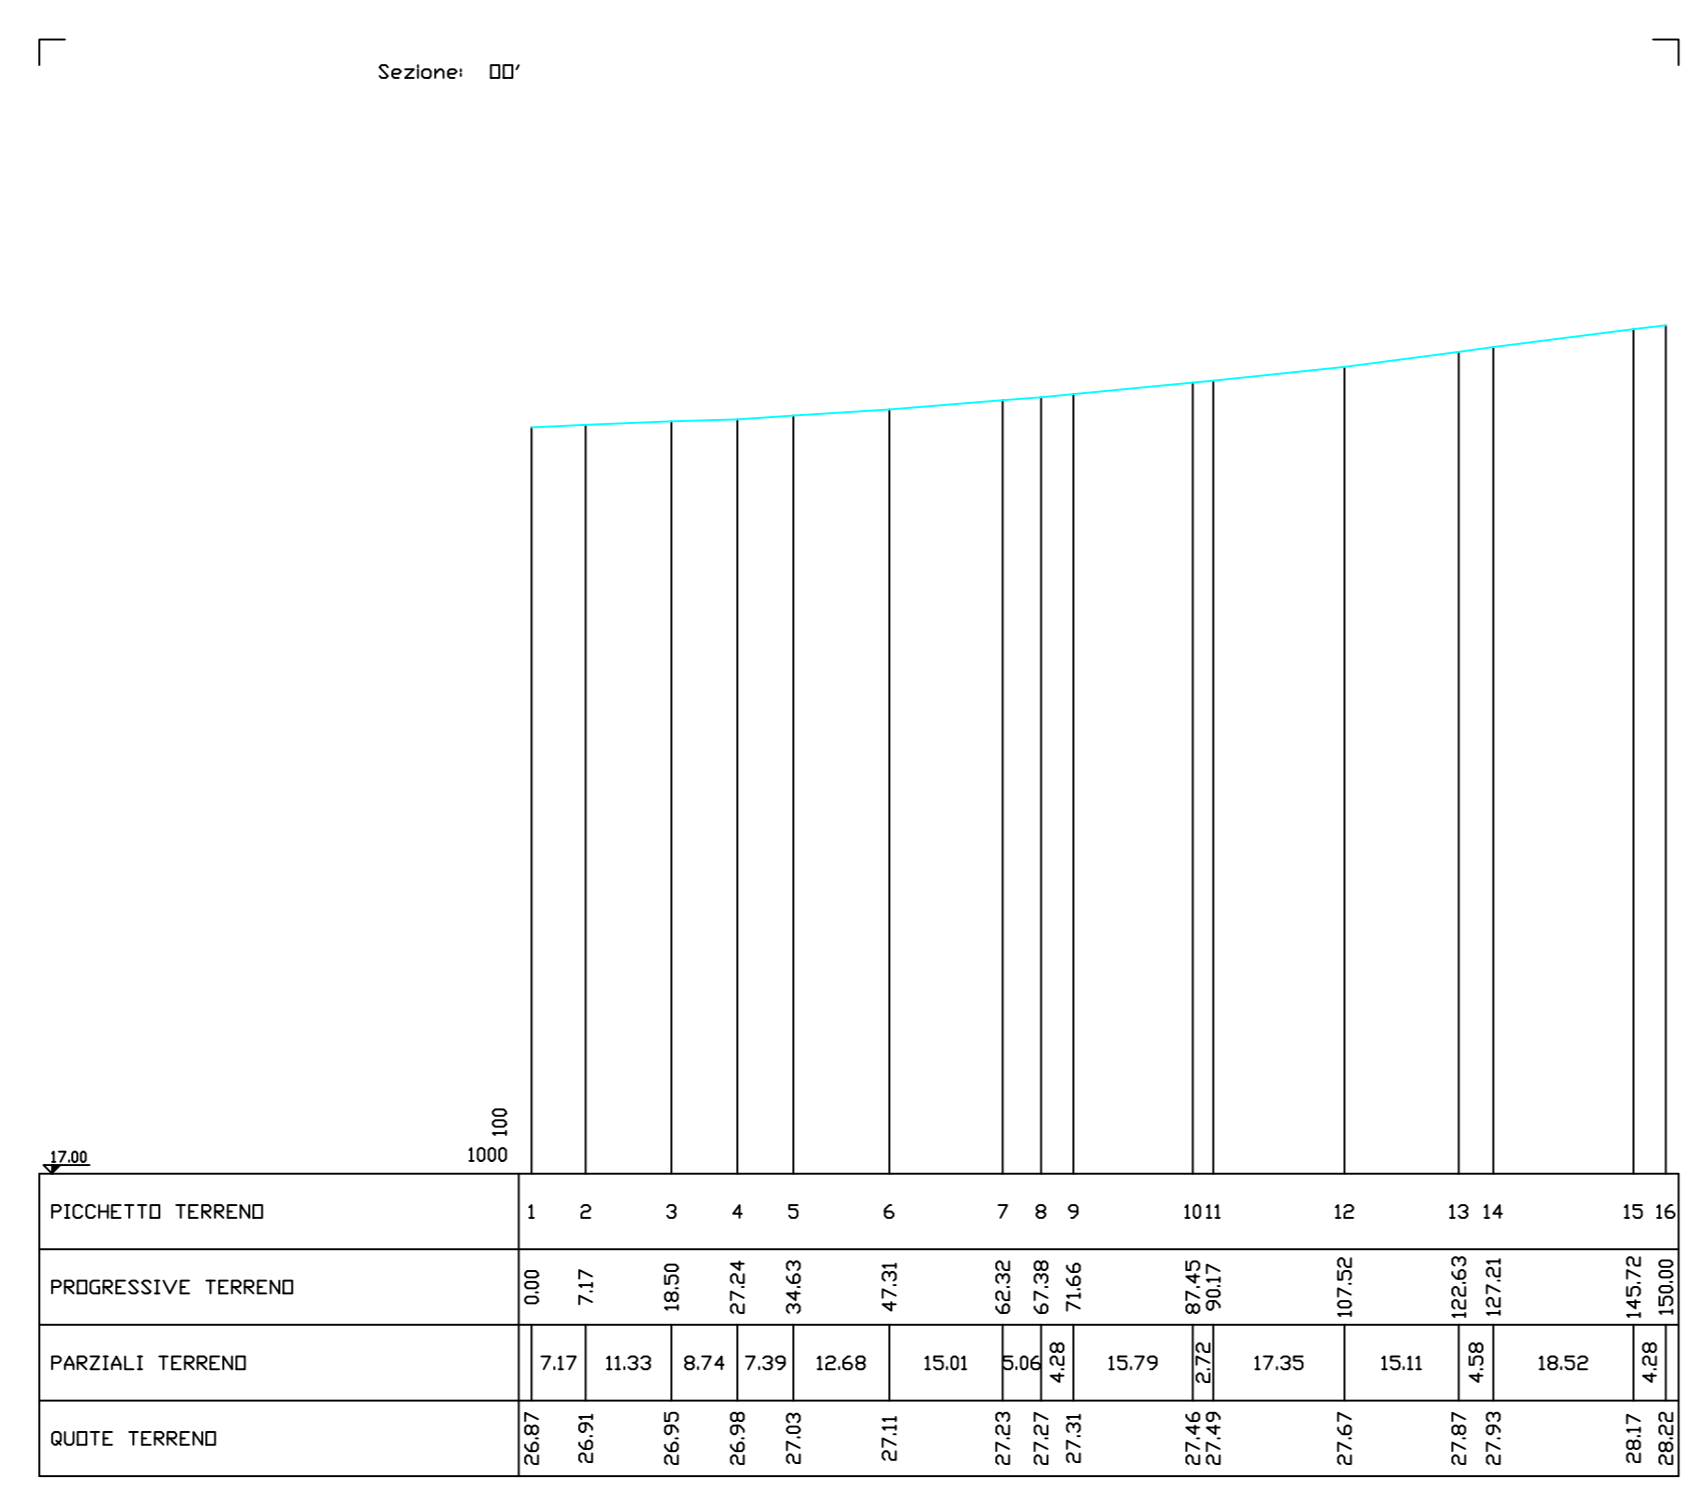 Sezione: 00'
100
1000
17.00
PICCHETTO TERRENO 1 2 3 4 5 6 7 8 9 10 11 12 13 14 15 16
PROGRESSIVE TERRENO 0.00 7.17 18.50 27.24 34.63 47.31 62.32 67.38 71.66 87.45 90.17 107.52 122.63 127.21 145.72 150.00
PARZIALI TERRENO 7.17 11.33 8.74 7.39 12.68 15.01 5.06 4.28 15.79 2.72 17.35 15.11 4.58 18.52 4.28
QUOTE TERRENO 26.87 26.91 26.95 26.98 27.03 27.11 27.23 27.27 27.31 27.46 27.49 27.67 27.87 27.93 28.17 28.22